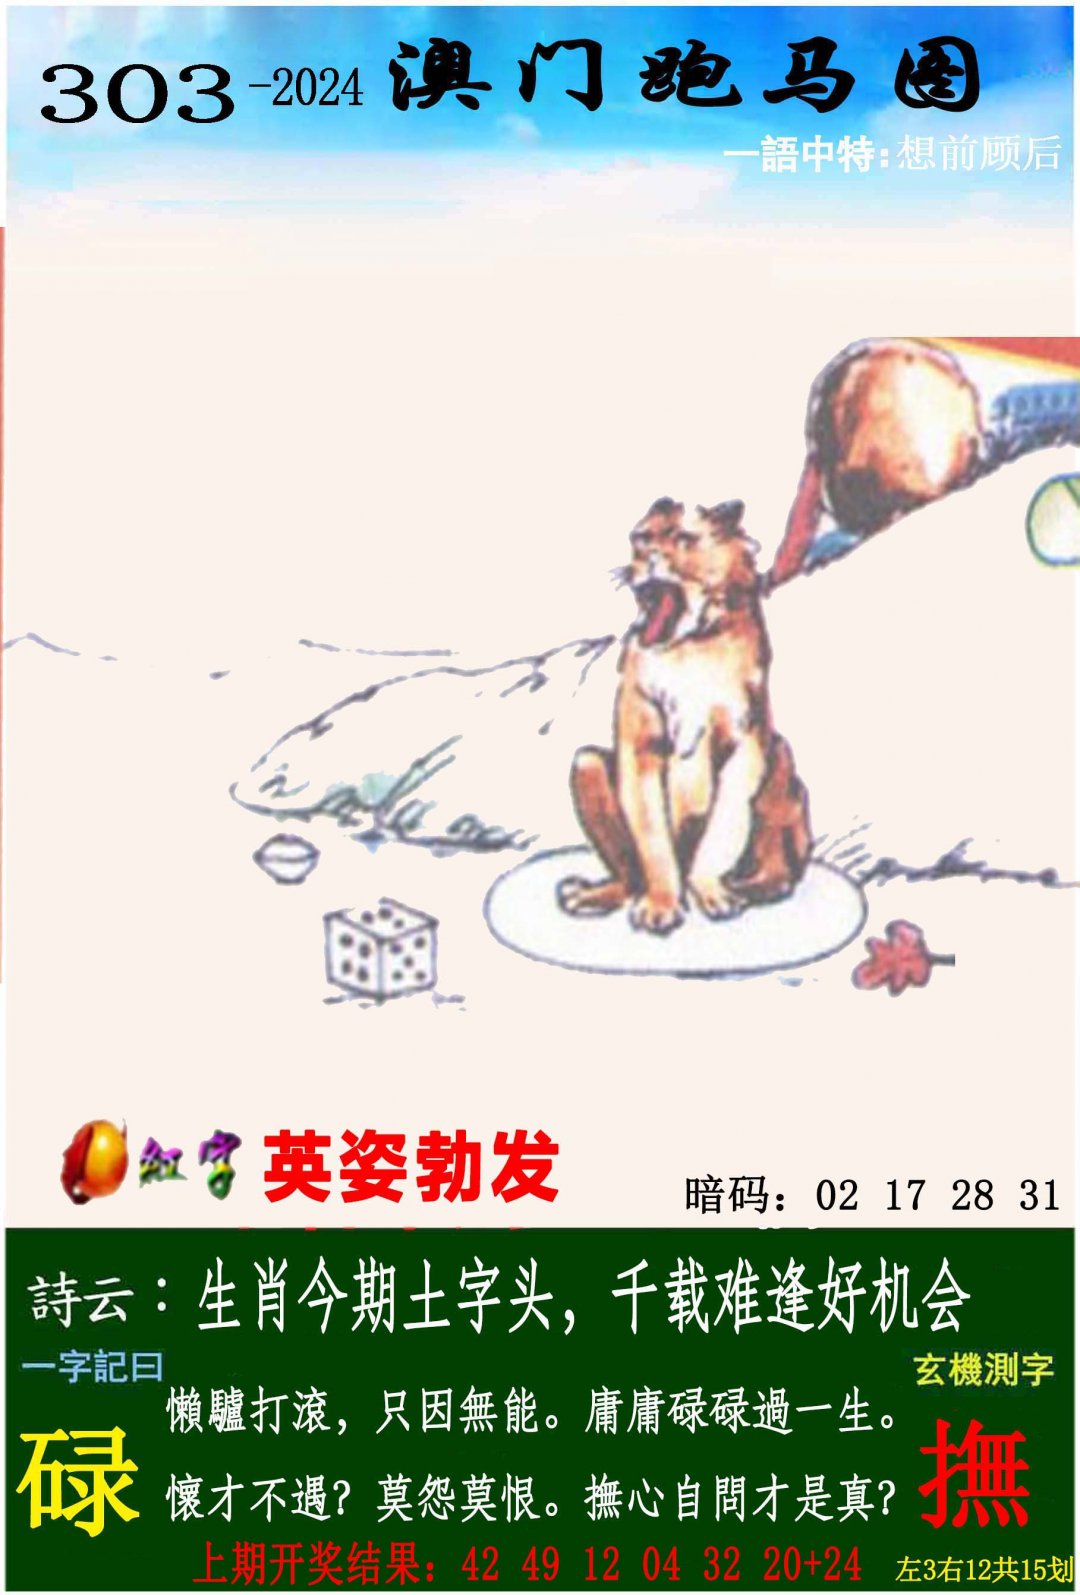 303-2024 澳门跑马图
一語中特:想前顾后
紅字 英姿勃发
暗码：02 17 28 31
詩云：生肖今期土字头，千载难逢好机会
一字記曰
玄機測字
懒驢打滾，只因無能。庸庸碌碌過一生。
碌
撫
懷才不遇？莫怨莫恨。撫心自問才是真？
上期开奖结果：42 49 12 04 32 20+24
左3右12共15划